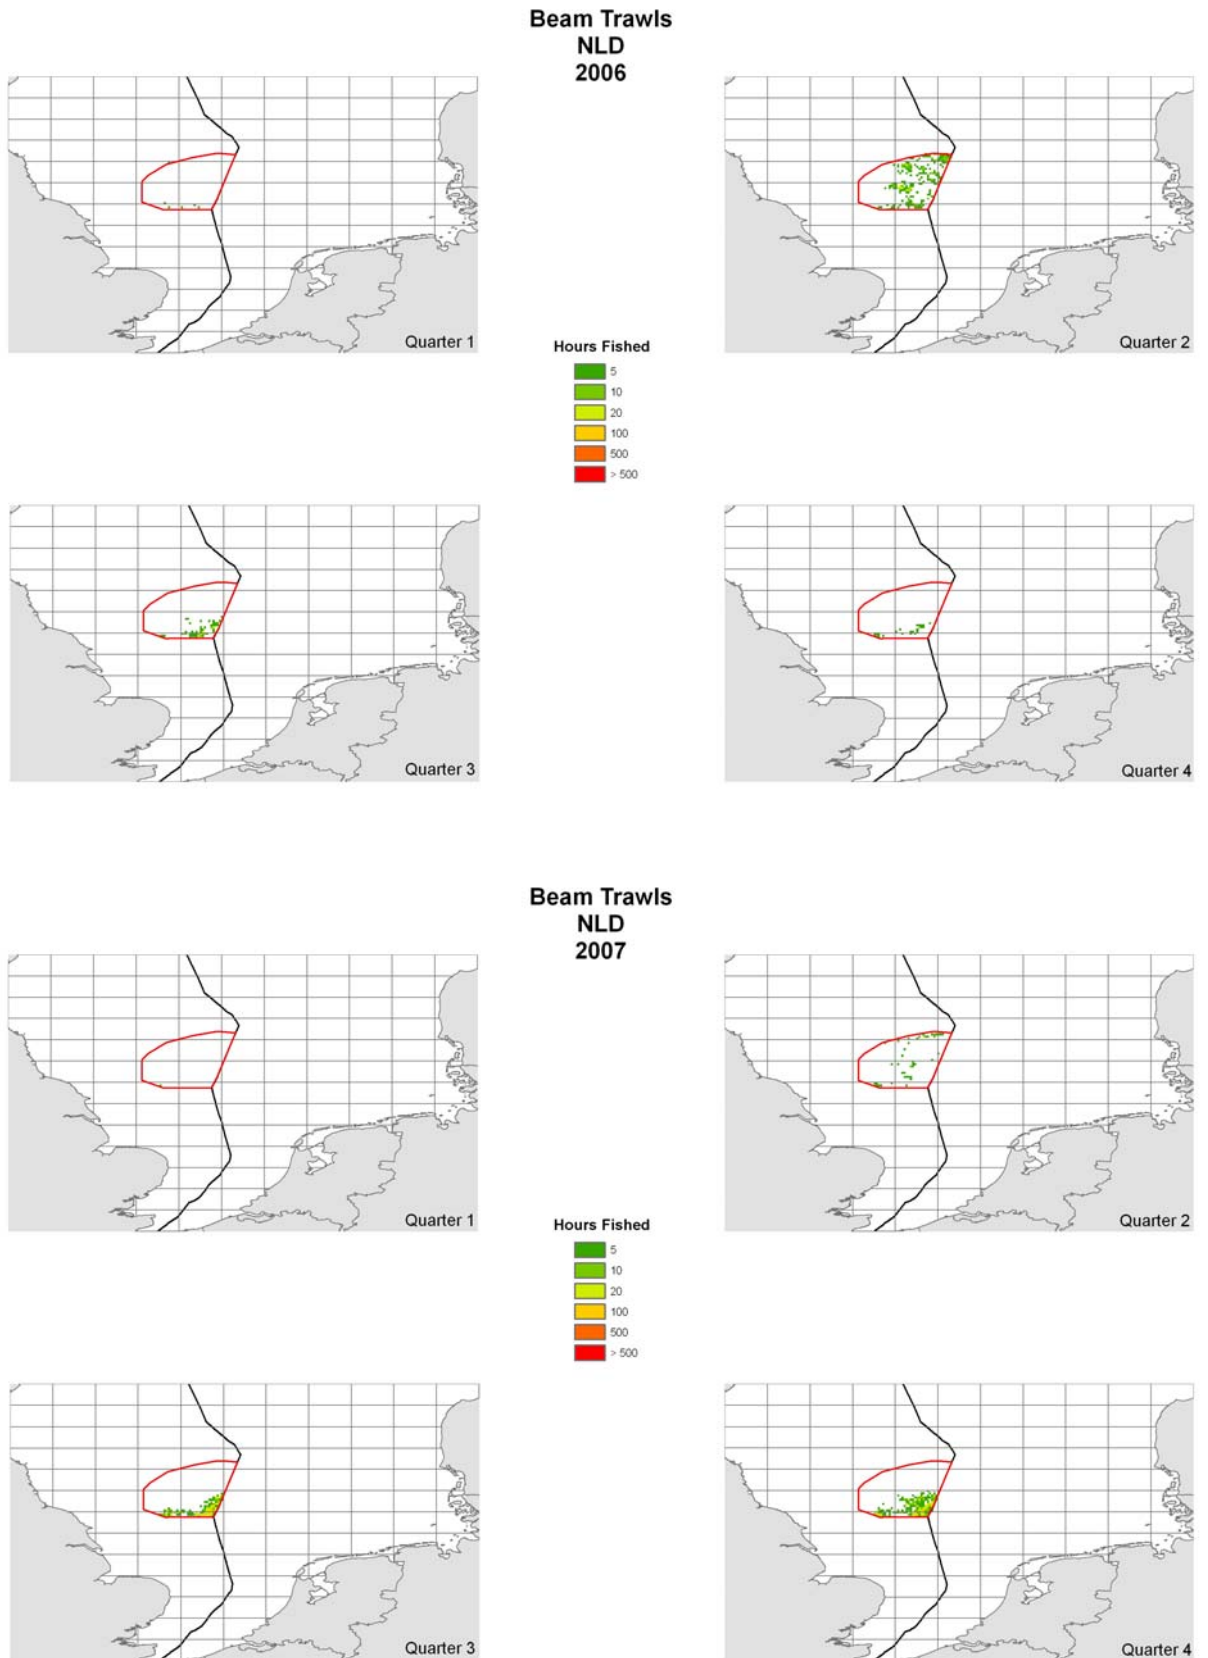 Beam Trawls
NLD
2006
Quarter 1
Quarter 2
Hours Fished
5
10
20
100
500
> 500
Quarter 3
Quarter 4
Beam Trawls
NLD
2007
Quarter 1
Quarter 2
Hours Fished
5
10
20
100
500
> 500
Quarter 3
Quarter 4